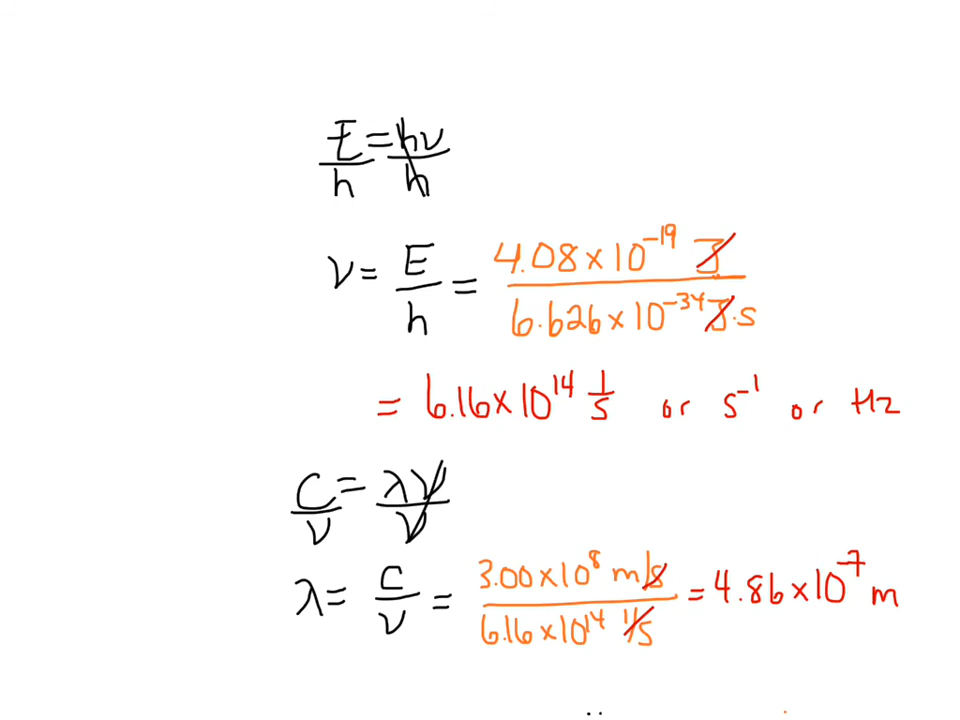 E/h = hν/h
ν = E/h = 4.08 × 10⁻¹⁹ J / 6.626 × 10⁻³⁴ J·s
= 6.16 × 10¹⁴ 1/s or s⁻¹ or Hz
C/ν = λν/ν
λ = C/ν = 3.00 × 10⁸ m/s / 6.16 × 10¹⁴ 1/s = 4.86 × 10⁻⁷ m